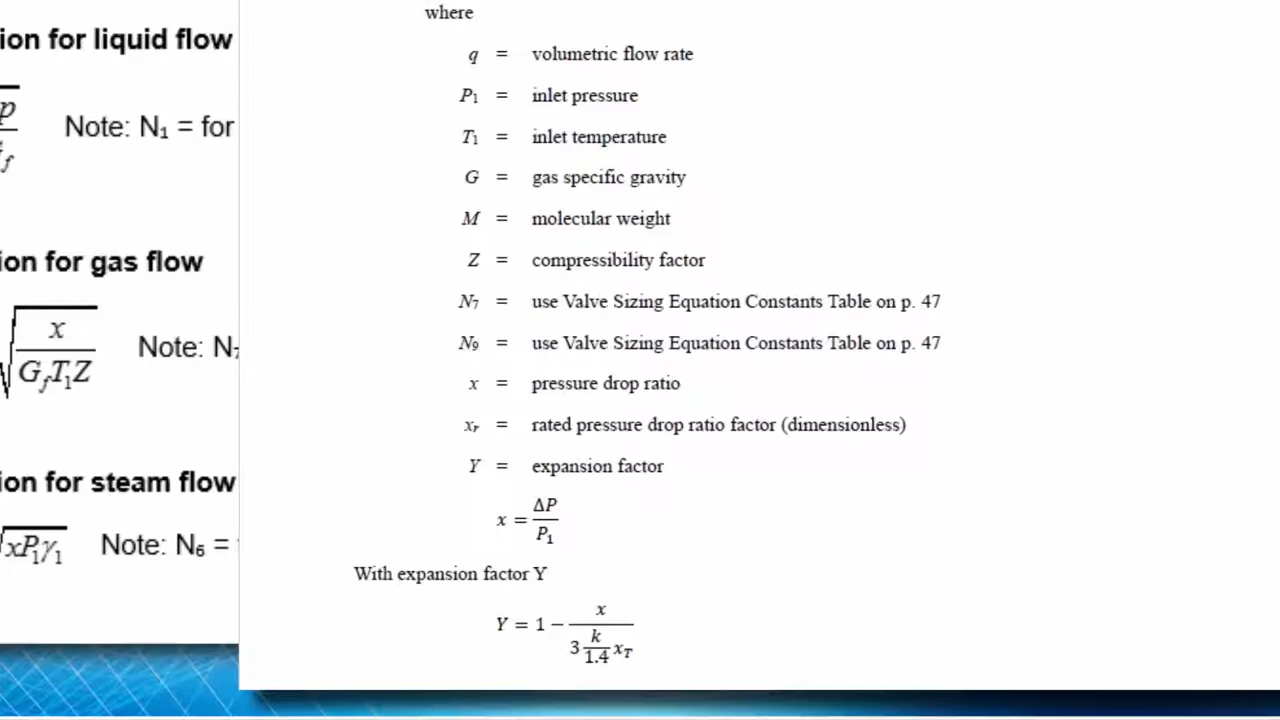 ion for liquid flow
p
f
Note: N₁ = for
ion for gas flow
√(x / (G_f T₁ Z))
Note: N₇
ion for steam flow
√(xP₁γ₁)
Note: N₆ =
where
q = volumetric flow rate
P₁ = inlet pressure
T₁ = inlet temperature
G = gas specific gravity
M = molecular weight
Z = compressibility factor
N₇ = use Valve Sizing Equation Constants Table on p. 47
N₉ = use Valve Sizing Equation Constants Table on p. 47
x = pressure drop ratio
xᵣ = rated pressure drop ratio factor (dimensionless)
Y = expansion factor
x = ΔP / P₁
With expansion factor Y
Y = 1 − x / (3 (k / 1.4) x_T)